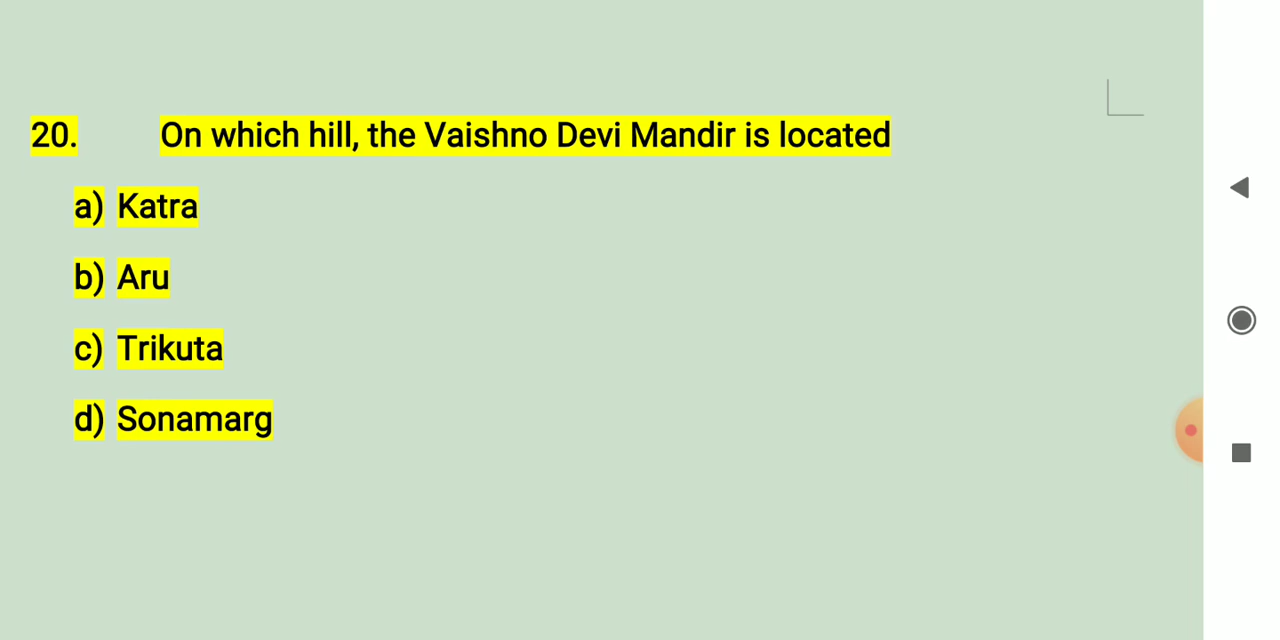 20. On which hill, the Vaishno Devi Mandir is located
a) Katra
b) Aru
c) Trikuta
d) Sonamarg